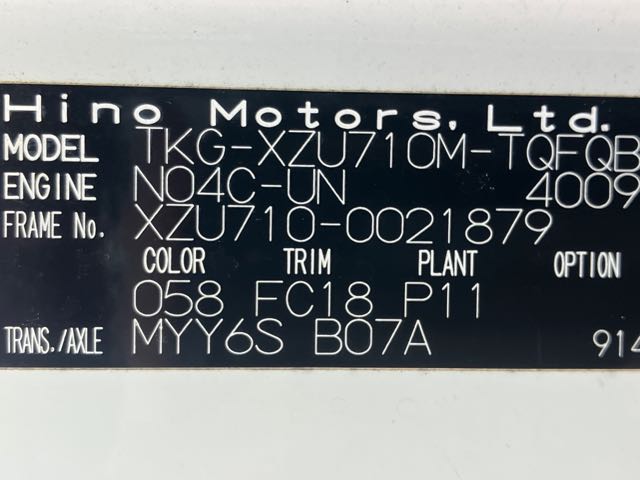 Hino Motors, Ltd.
MODEL TKG-XZU710M-TQFQB
ENGINE N04C-UN 4009
FRAME No. XZU710-0021879
COLOR TRIM PLANT OPTION
058 FC18 P11
TRANS./AXLE MYY6S B07A 914